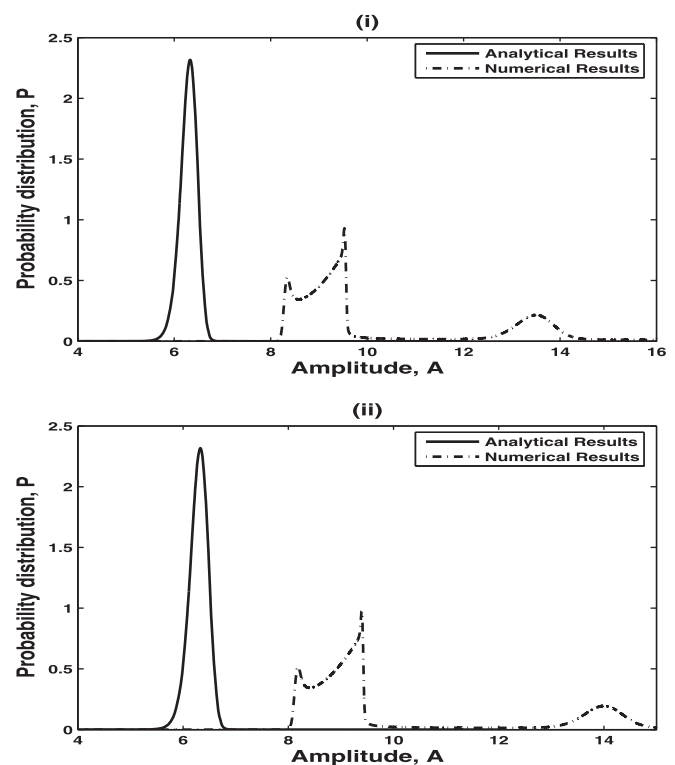 (i)
Probability distribution, P
2.5
2
1.5
1
0.5
0
Analytical Results
Numerical Results
4 6 8 10 12 14 16
Amplitude, A
(ii)
Probability distribution, P
2.5
2
1.5
1
0.5
0
Analytical Results
Numerical Results
4 6 8 10 12 14
Amplitude, A